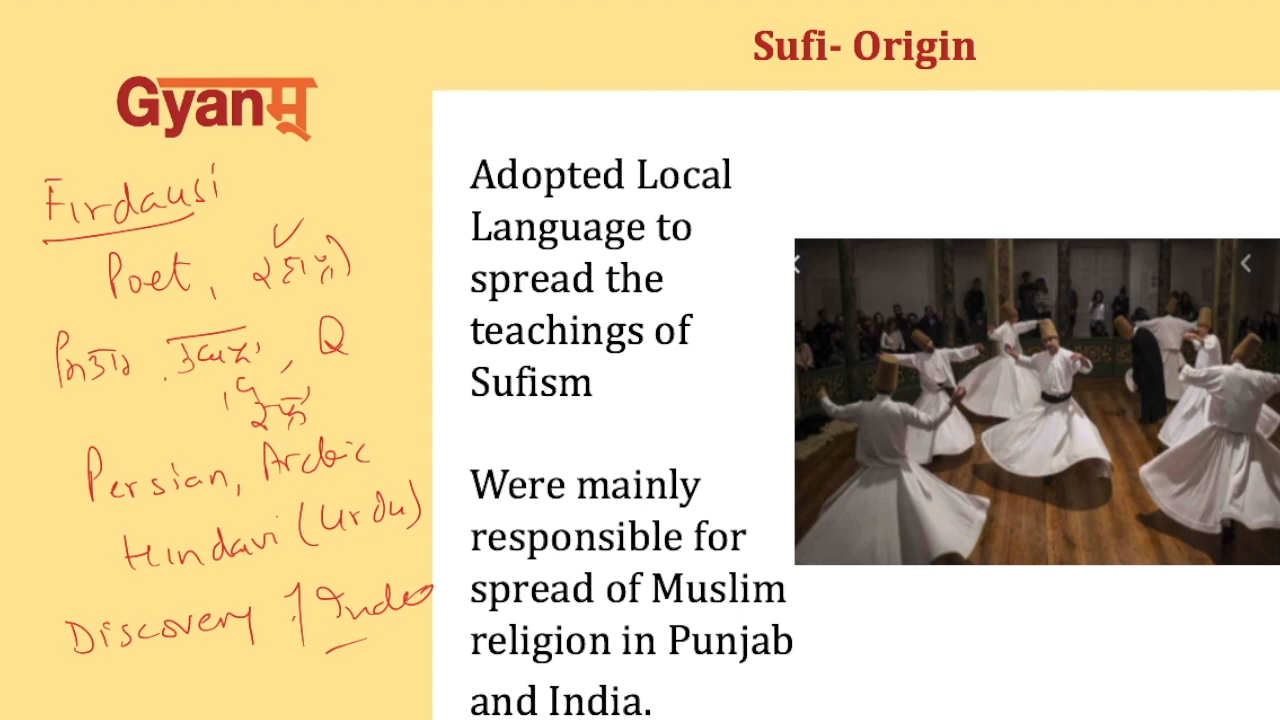 Sufi- Origin
Gyanम्
Firdausi
Poet,
Q
Persian, Arabic
Hindavi (Urdu)
Discovery of India
Adopted Local
Language to
spread the
teachings of
Sufism
Were mainly
responsible for
spread of Muslim
religion in Punjab
and India.